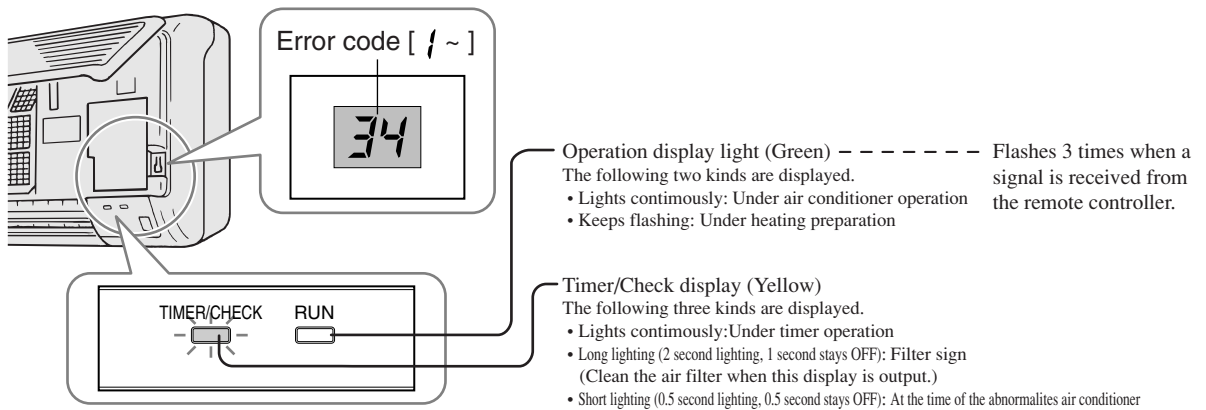 Error code [ 1 ~ ]
34
Operation display light (Green)
Flashes 3 times when a
signal is received from
the remote controller.
The following two kinds are displayed.
• Lights contimously: Under air conditioner operation
• Keeps flashing: Under heating preparation
TIMER/CHECK RUN
Timer/Check display (Yellow)
The following three kinds are displayed.
• Lights contimously:Under timer operation
• Long lighting (2 second lighting, 1 second stays OFF): Filter sign
(Clean the air filter when this display is output.)
• Short lighting (0.5 second lighting, 0.5 second stays OFF): At the time of the abnormalites air conditioner